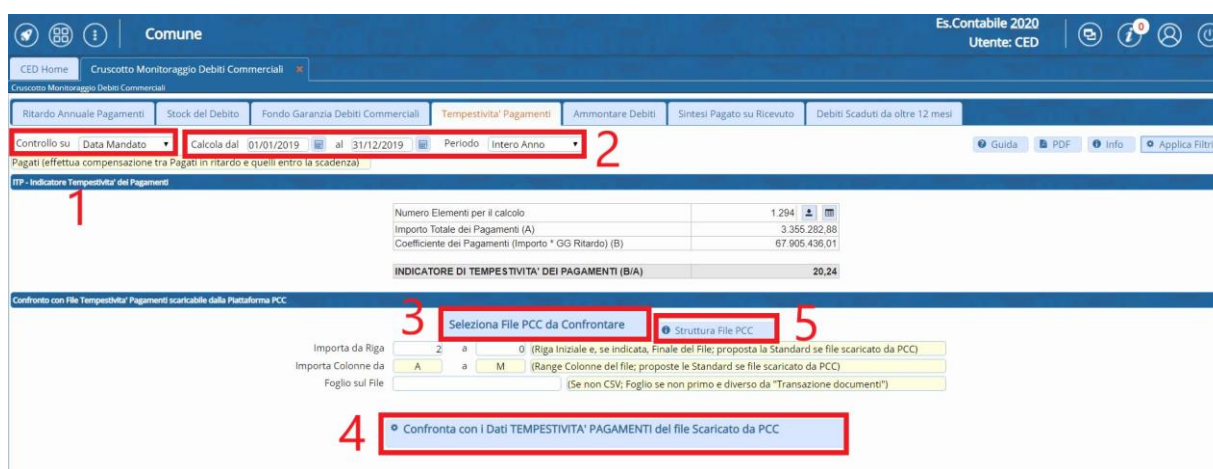 Comune
Es.Contabile 2020
Utente: CED
0
CED Home
Cruscotto Monitoraggio Debiti Commerciali
Cruscotto Monitoraggio Debiti Commerciali
Ritardo Annuale Pagamenti
Stock del Debito
Fondo Garanzia Debiti Commerciali
Tempestivita' Pagamenti
Ammontare Debiti
Sintesi Pagato su Ricevuto
Debiti Scaduti da oltre 12 mesi
Controllo su Data Mandato
Calcola dal 01/01/2019 al 31/12/2019 Periodo Intero Anno
2
Guida
PDF
Info
Applica Filtri
Pagati (effettua compensazione tra Pagati in ritardo e quelli entro la scadenza)
ITP - Indicatore Tempestivita' dei Pagamenti
1
Numero Elementi per il calcolo 1.294
Importo Totale dei Pagamenti (A) 3.355.282,88
Coefficiente dei Pagamenti (Importo * GG Ritardo) (B) 67.905.436,01
INDICATORE DI TEMPESTIVITA' DEI PAGAMENTI (B/A) 20,24
Confronto con File Tempestivita' Pagamenti scaricabile dalla Piattaforma PCC
3
Seleziona File PCC da Confrontare
Struttura File PCC
5
Importa da Riga 2 a 0 (Riga Iniziale e, se indicata, Finale del File; proposta la Standard se file scaricato da PCC)
Importa Colonne da A a M (Range Colonne del file; proposte le Standard se file scaricato da PCC)
Foglio sul File (Se non CSV; Foglio se non primo e diverso da "Transazione documenti")
4
Confronta con i Dati TEMPESTIVITA' PAGAMENTI del file Scaricato da PCC